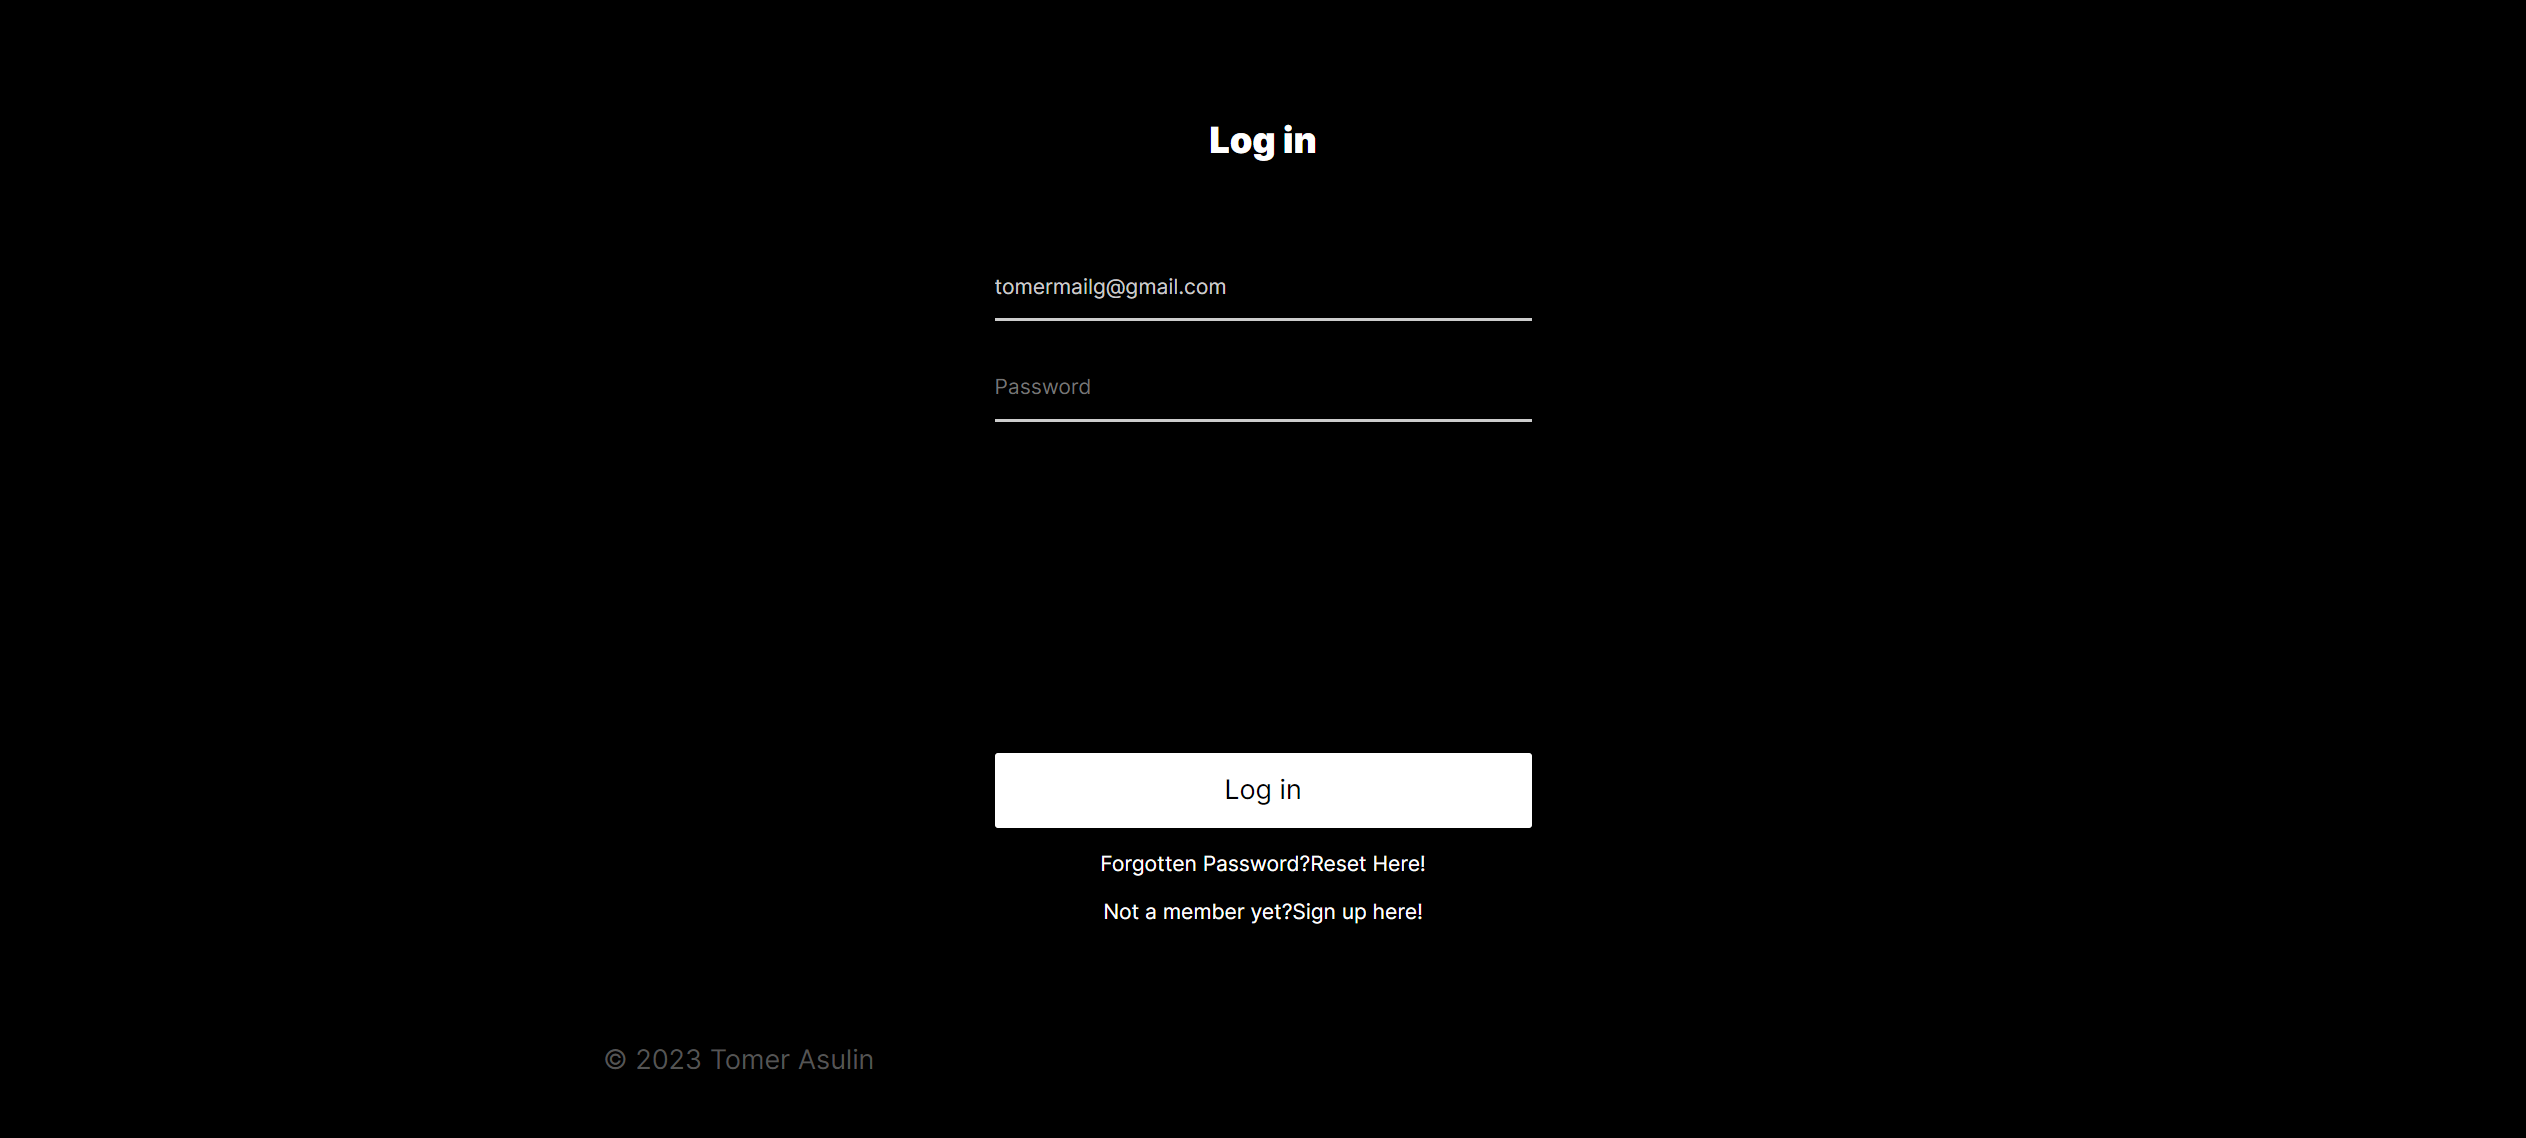 Log in
tomermailg@gmail.com
Password
Log in
Forgotten Password?Reset Here!
Not a member yet?Sign up here!
© 2023 Tomer Asulin